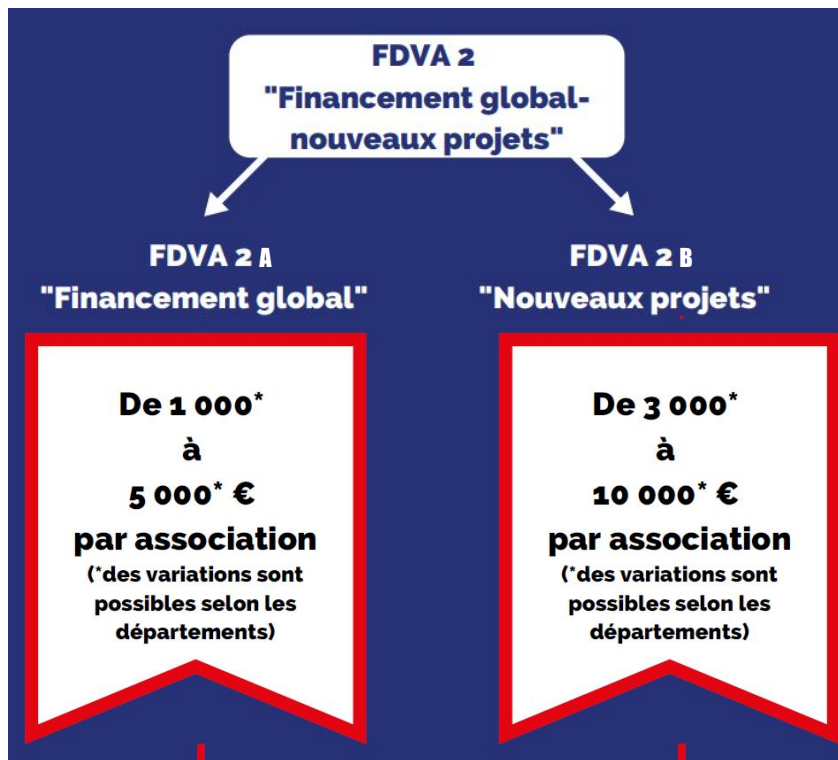 FDVA 2
"Financement global-
nouveaux projets"
FDVA 2 A
"Financement global"
De 1 000*
à
5 000* €
par association
(*des variations sont
possibles selon les
départements)
FDVA 2 B
"Nouveaux projets"
De 3 000*
à
10 000* €
par association
(*des variations sont
possibles selon les
départements)